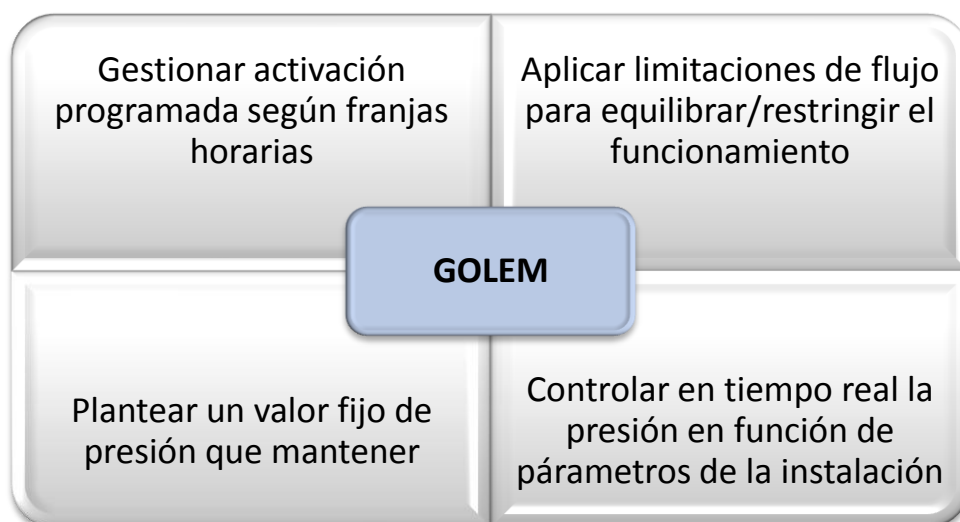 Gestionar activación
programada según franjas
horarias
Aplicar limitaciones de flujo
para equilibrar/restringir el
funcionamiento
GOLEM
Plantear un valor fijo de
presión que mantener
Controlar en tiempo real la
presión en función de
párametros de la instalación